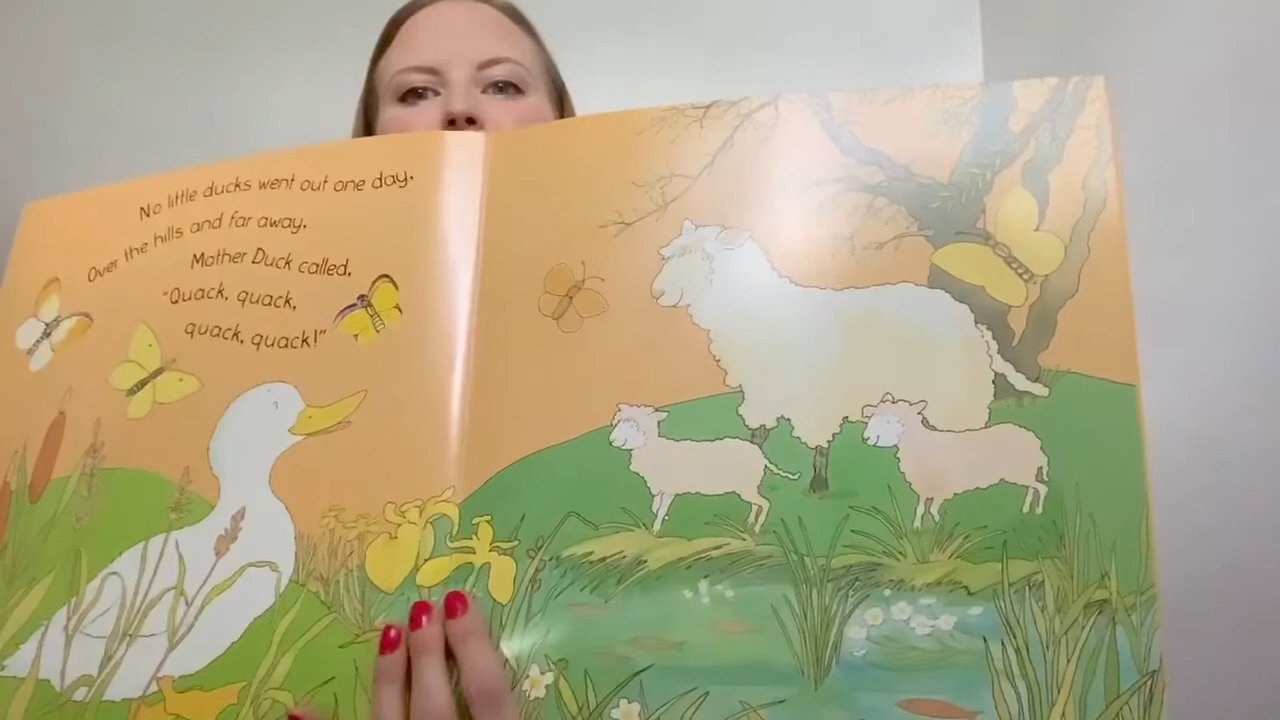 No little ducks went out one day.
Over the hills and far away.
Mother Duck called,
"Quack, quack,
quack, quack!"